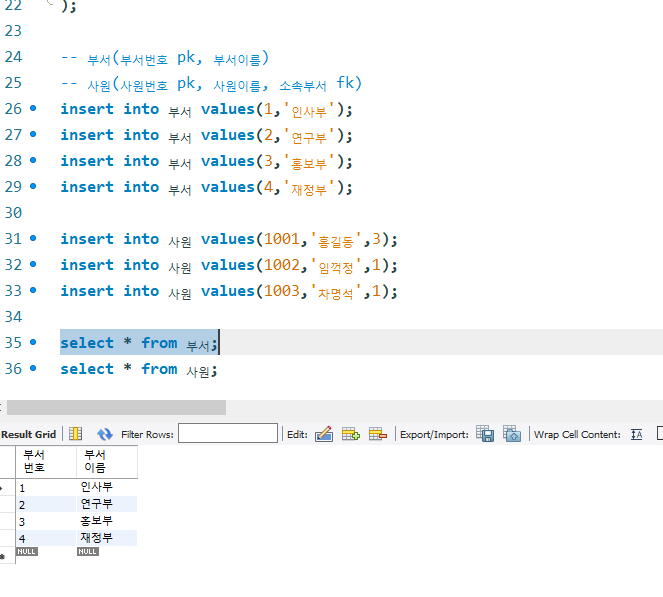 22 );
23
24 -- 부서(부서번호 pk, 부서이름)
25 -- 사원(사원번호 pk, 사원이름, 소속부서 fk)
26 insert into 부서 values(1,'인사부');
27 insert into 부서 values(2,'연구부');
28 insert into 부서 values(3,'홍보부');
29 insert into 부서 values(4,'재정부');
30
31 insert into 사원 values(1001,'홍길동',3);
32 insert into 사원 values(1002,'임꺽정',1);
33 insert into 사원 values(1003,'차명석',1);
34
35 select * from 부서;
36 select * from 사원;
Result Grid Filter Rows: Edit: Export/Import: Wrap Cell Content:
부서 부서
번호 이름
1 인사부
2 연구부
3 홍보부
4 재정부
NULL NULL